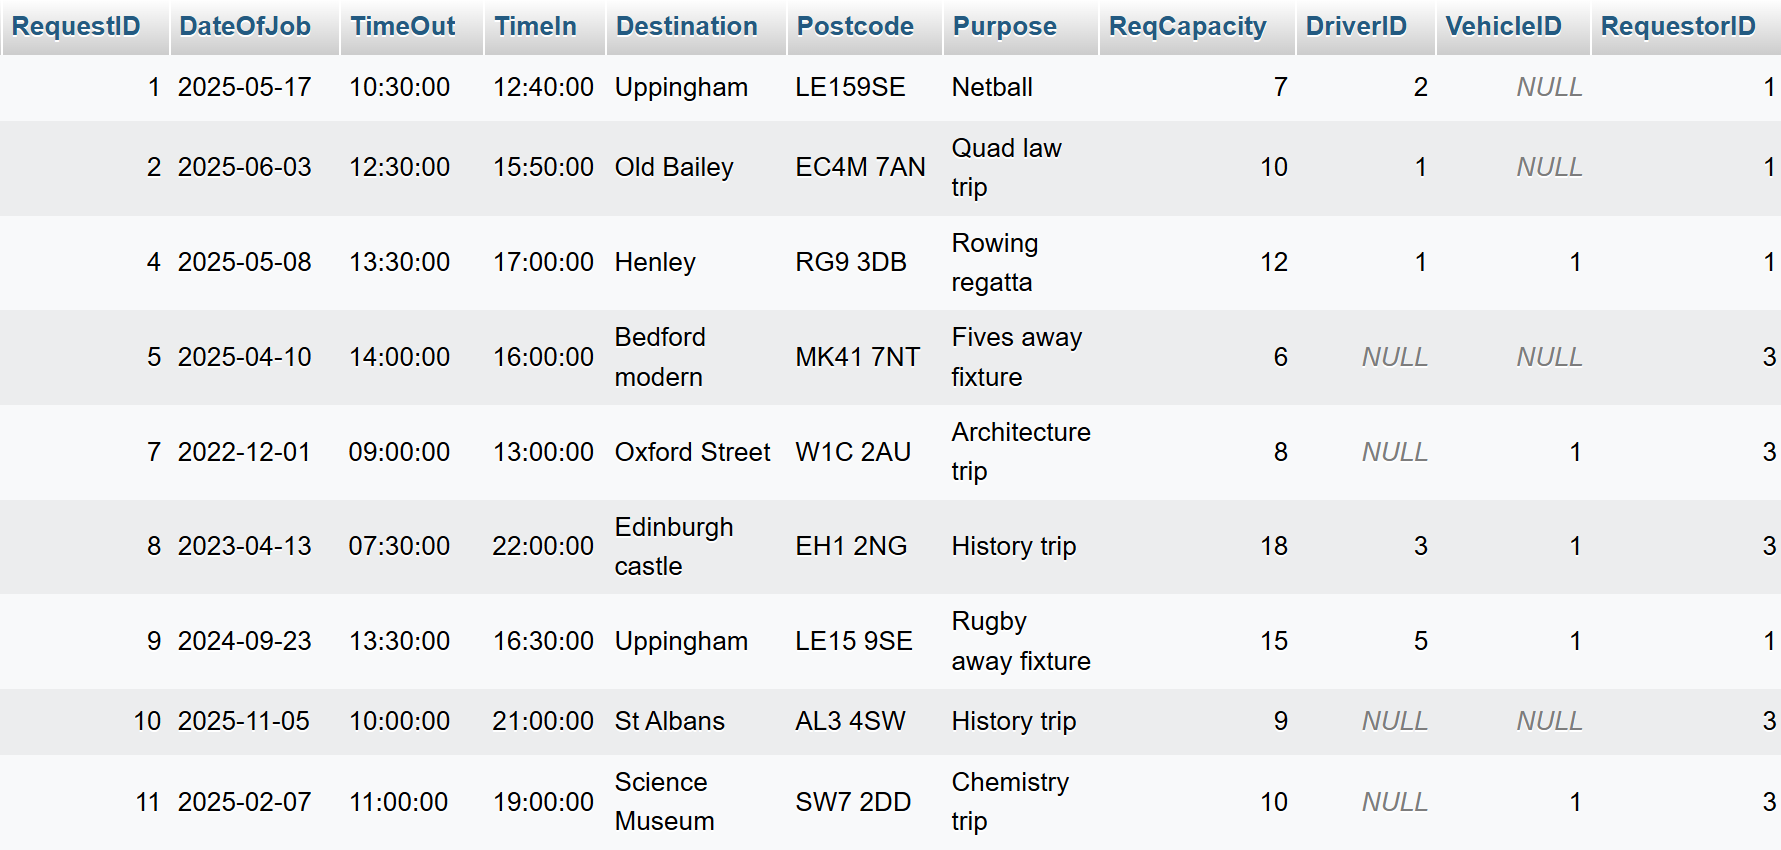 RequestID DateOfJob TimeOut TimeIn Destination Postcode Purpose ReqCapacity DriverID VehicleID RequestorID
1 2025-05-17 10:30:00 12:40:00 Uppingham LE159SE Netball 7 2 NULL 1
2 2025-06-03 12:30:00 15:50:00 Old Bailey EC4M 7AN Quad law trip 10 1 NULL 1
4 2025-05-08 13:30:00 17:00:00 Henley RG9 3DB Rowing regatta 12 1 1 1
5 2025-04-10 14:00:00 16:00:00 Bedford modern MK41 7NT Fives away fixture 6 NULL NULL 3
7 2022-12-01 09:00:00 13:00:00 Oxford Street W1C 2AU Architecture trip 8 NULL 1 3
8 2023-04-13 07:30:00 22:00:00 Edinburgh castle EH1 2NG History trip 18 3 1 3
9 2024-09-23 13:30:00 16:30:00 Uppingham LE15 9SE Rugby away fixture 15 5 1 1
10 2025-11-05 10:00:00 21:00:00 St Albans AL3 4SW History trip 9 NULL NULL 3
11 2025-02-07 11:00:00 19:00:00 Science Museum SW7 2DD Chemistry trip 10 NULL 1 3